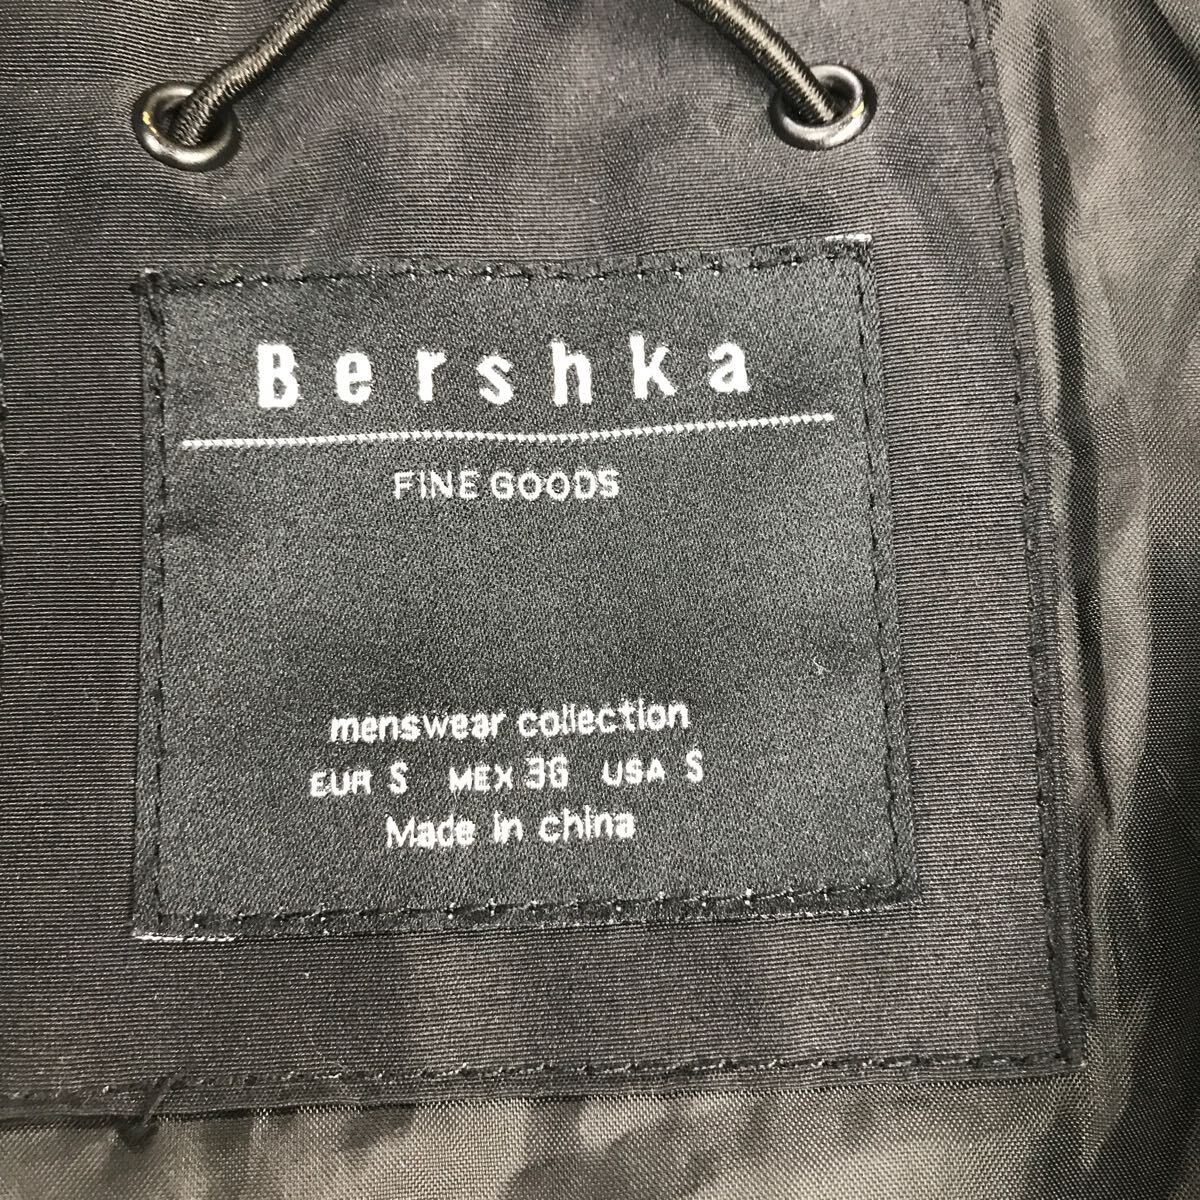 Bershka
FINE GOODS
menswear collection
EUR S MEX 36 USA S
Made in china